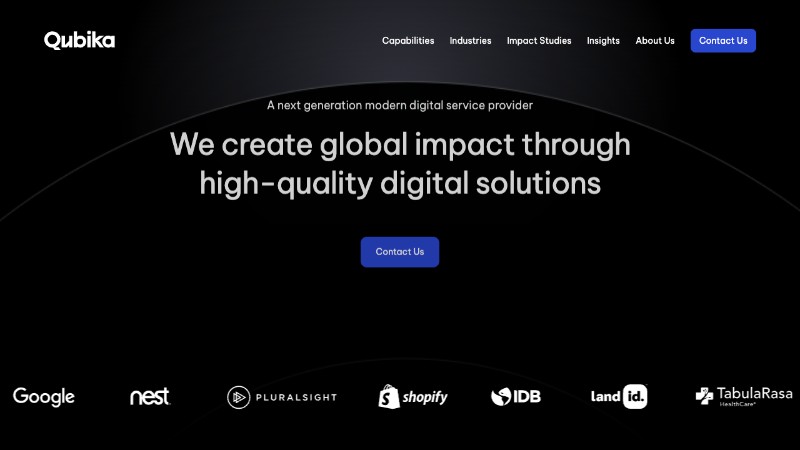 Qubika
Capabilities Industries Impact Studies Insights About Us Contact Us
A next generation modern digital service provider
We create global impact through
high-quality digital solutions
Contact Us
Google nest PLURALSIGHT shopify IDB land id. TabulaRasa
HealthCare